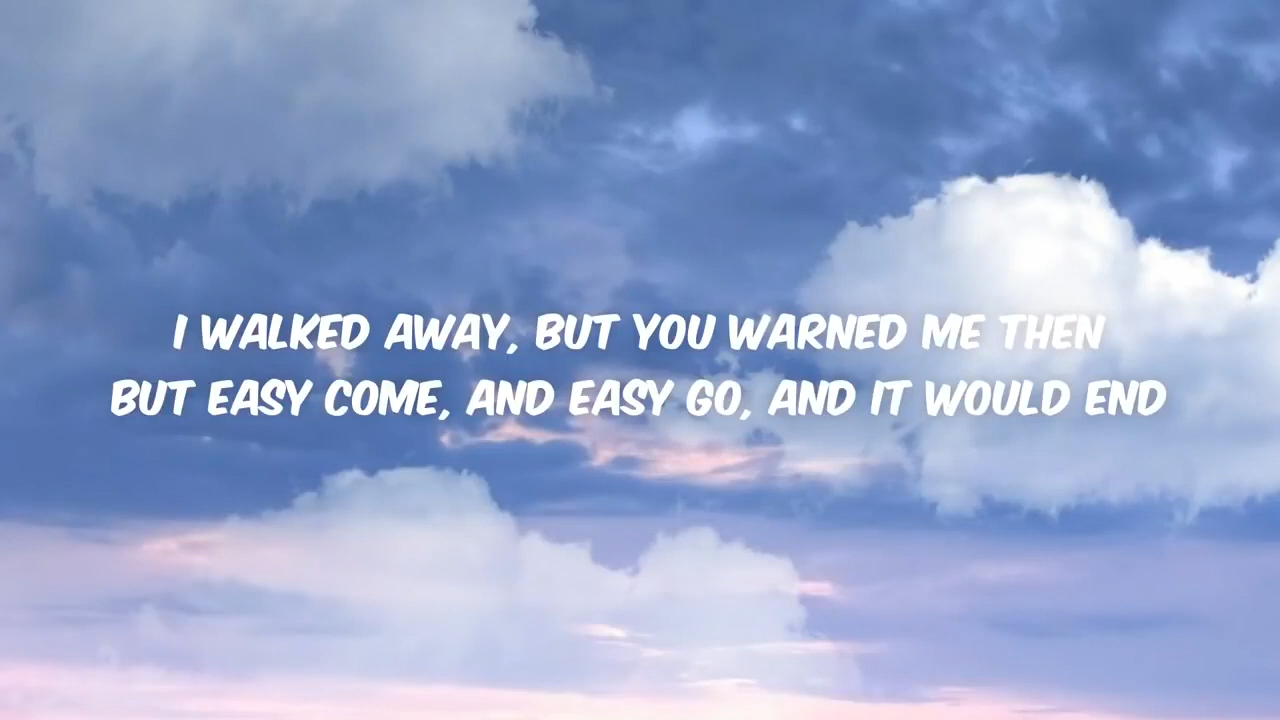 I WALKED AWAY, BUT YOU WARNED ME THEN
BUT EASY COME, AND EASY GO, AND IT WOULD END